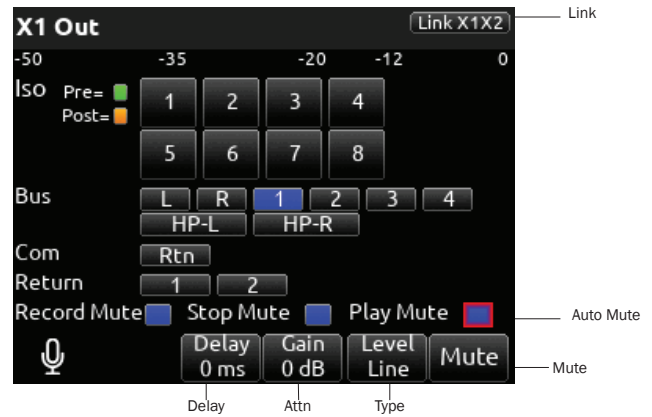 X1 Out Link X1X2 Link
-50 -35 -20 -12 0
Iso Pre= 1 2 3 4
Post=
5 6 7 8
Bus L R 1 2 3 4
HP-L HP-R
Com Rtn
Return 1 2
Record Mute Stop Mute Play Mute Auto Mute
Delay Gain Level Mute Mute
0 ms 0 dB Line
Delay Attn Type